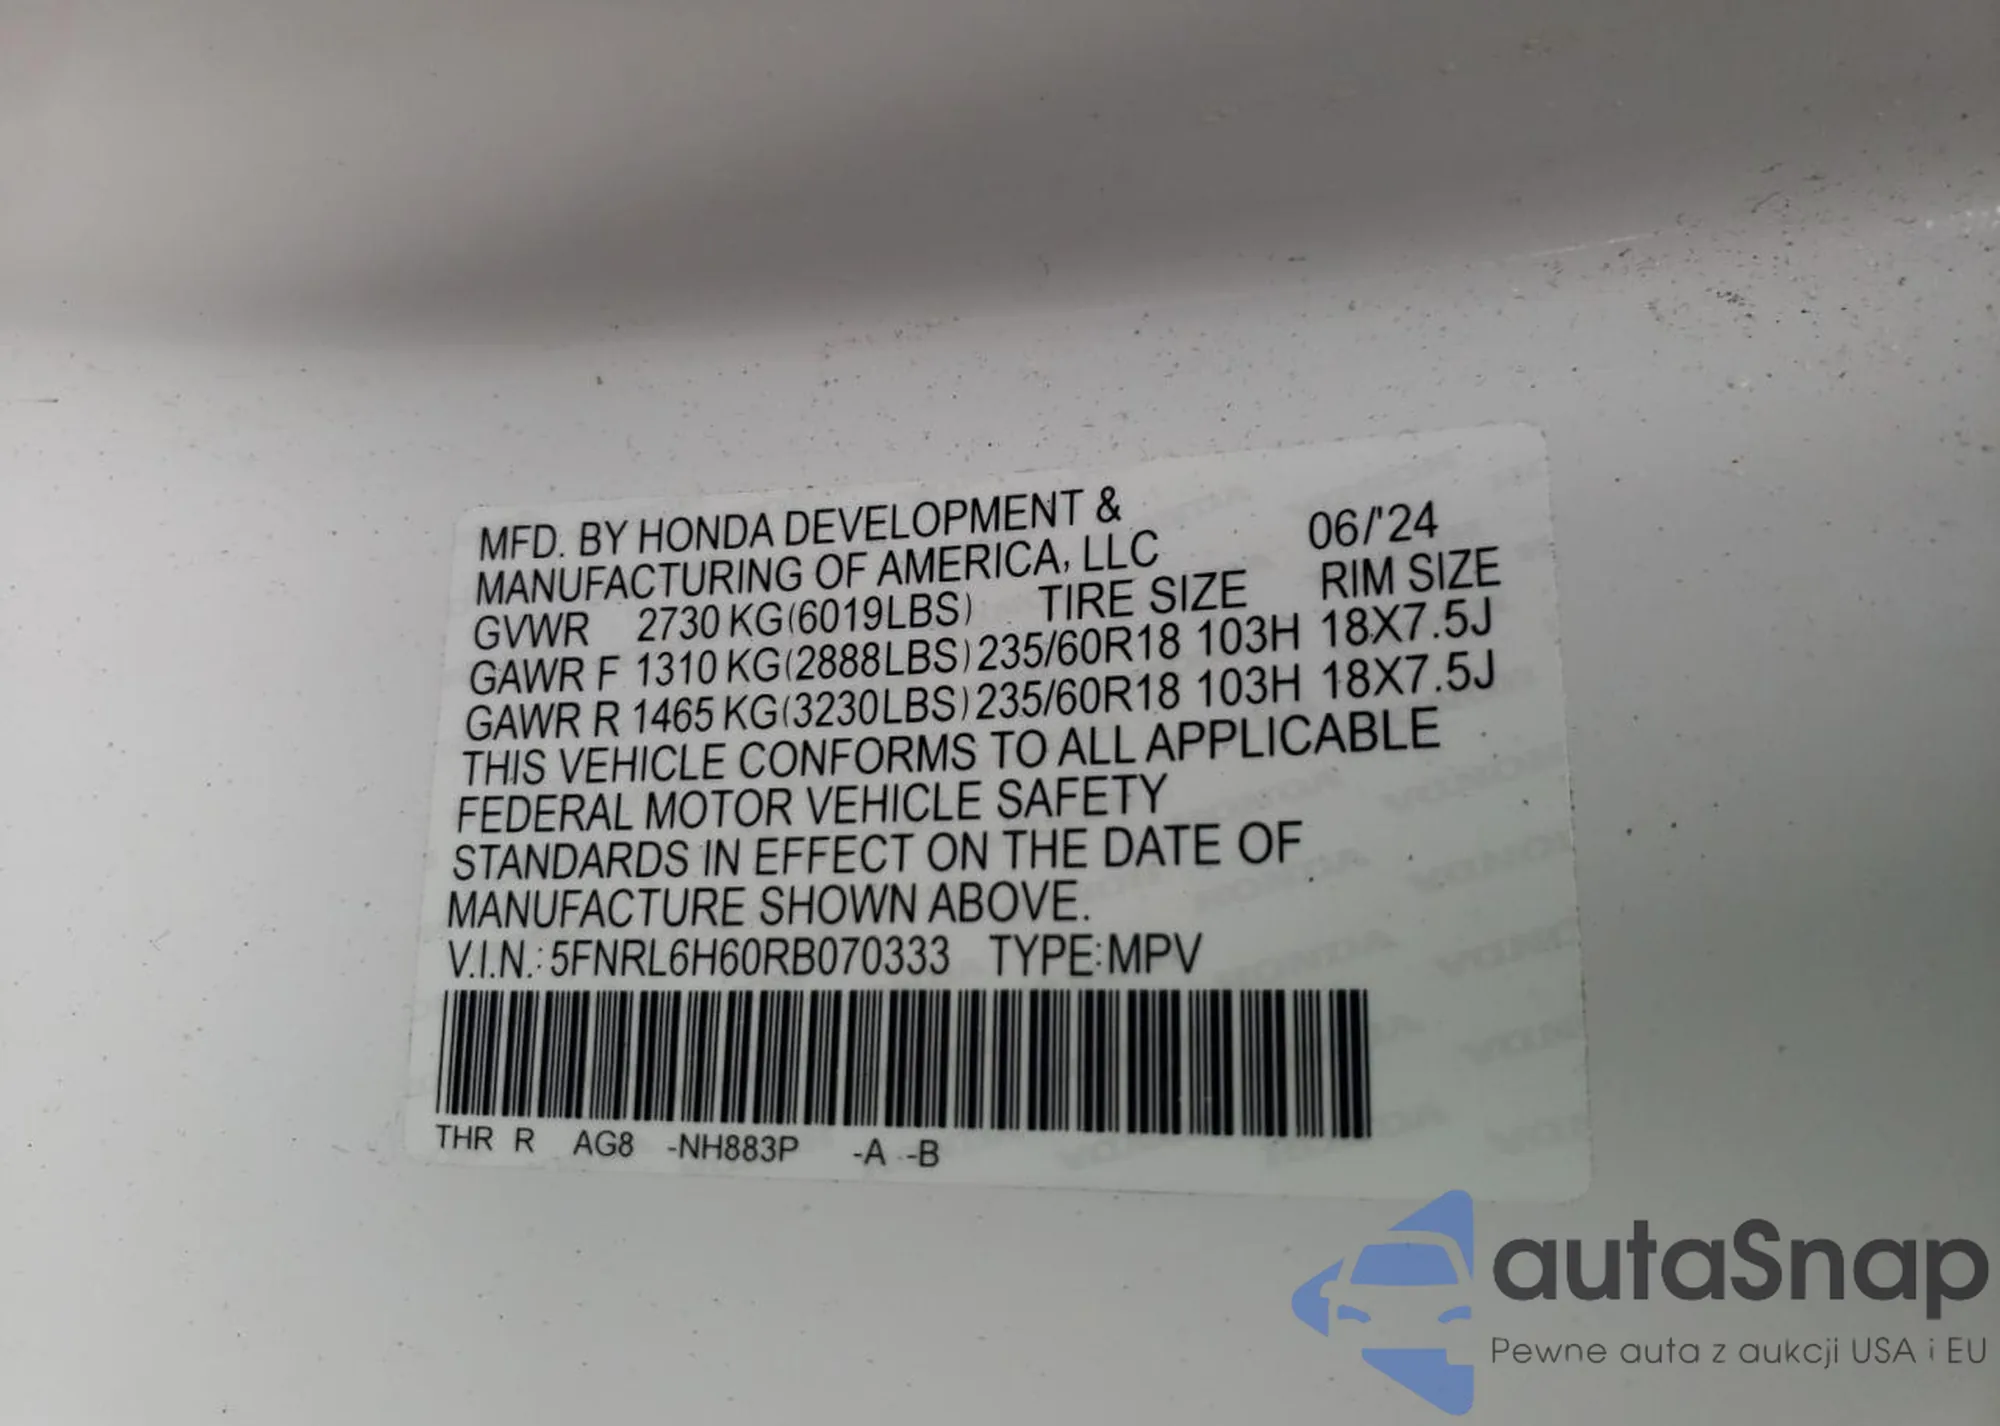 MFD. BY HONDA DEVELOPMENT &
MANUFACTURING OF AMERICA, LLC 06/'24
GVWR 2730 KG(6019LBS) TIRE SIZE RIM SIZE
GAWR F 1310 KG(2888LBS) 235/60R18 103H 18X7.5J
GAWR R 1465 KG(3230LBS) 235/60R18 103H 18X7.5J
THIS VEHICLE CONFORMS TO ALL APPLICABLE
FEDERAL MOTOR VEHICLE SAFETY
STANDARDS IN EFFECT ON THE DATE OF
MANUFACTURE SHOWN ABOVE.
V.I.N.: 5FNRL6H60RB070333 TYPE:MPV
THR R AG8 -NH883P -A -B
autaSnap
Pewne auta z aukcji USA i EU